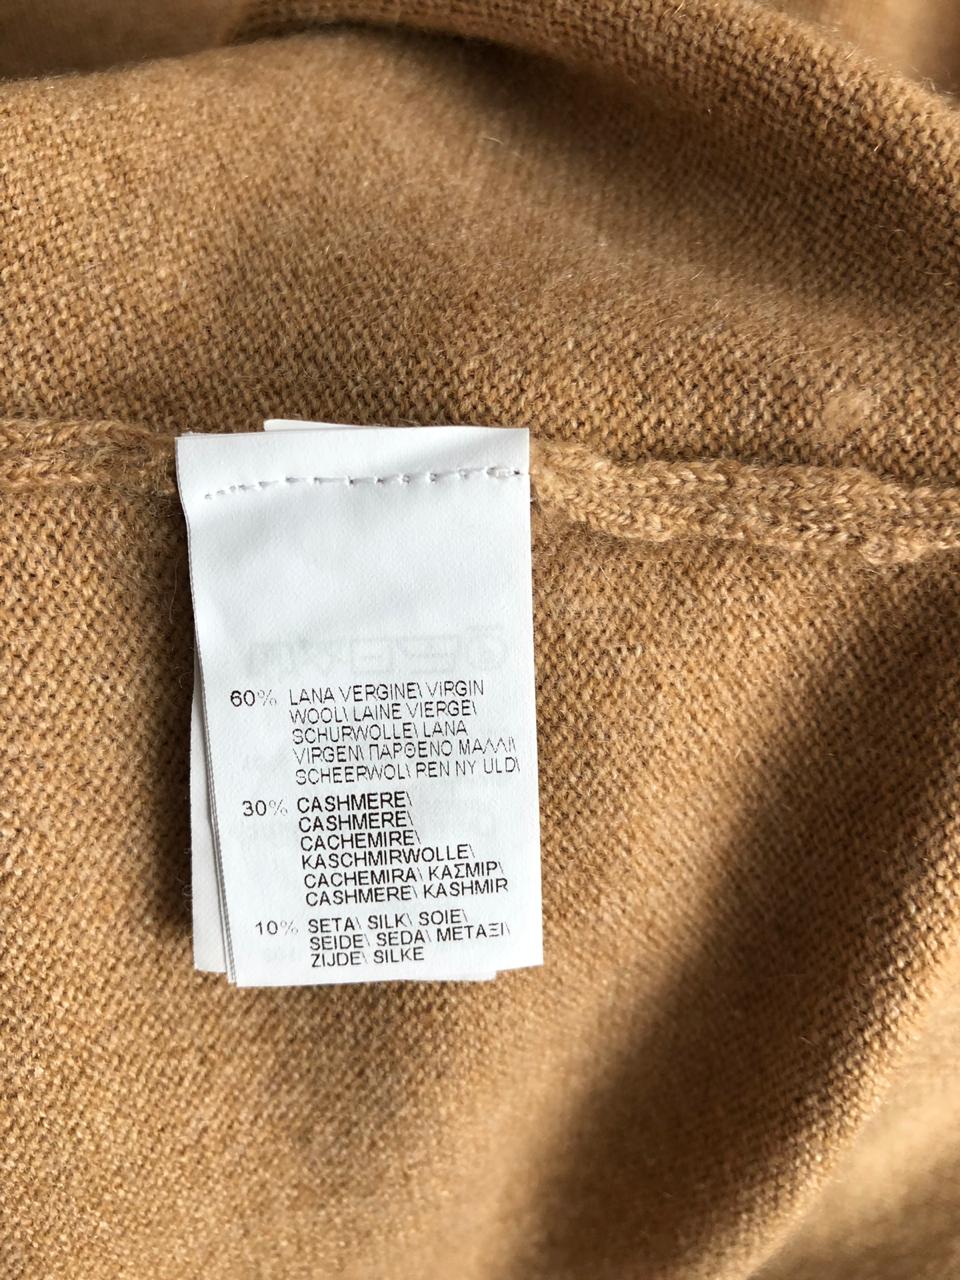 60% LANA VERGINE\ VIRGIN
WOOL\ LAINE VIERGE\
SCHURWOLLE\ LANA
VIRGEN\ ΠΑΡΘΕΝΟ ΜΑΛΛΙ\
SCHEERWOL\ REN NY ULD\
30% CASHMERE\
CASHMERE\
CACHEMIRE\
KASCHMIRWOLLE\
CACHEMIRA\ ΚΑΣΜΙΡ\
CASHMERE\ KASHMIR
10% SETA\ SILK\ SOIE\
SEIDE\ SEDA\ ΜΕΤΑΞΙ\
ZIJDE\ SILKE